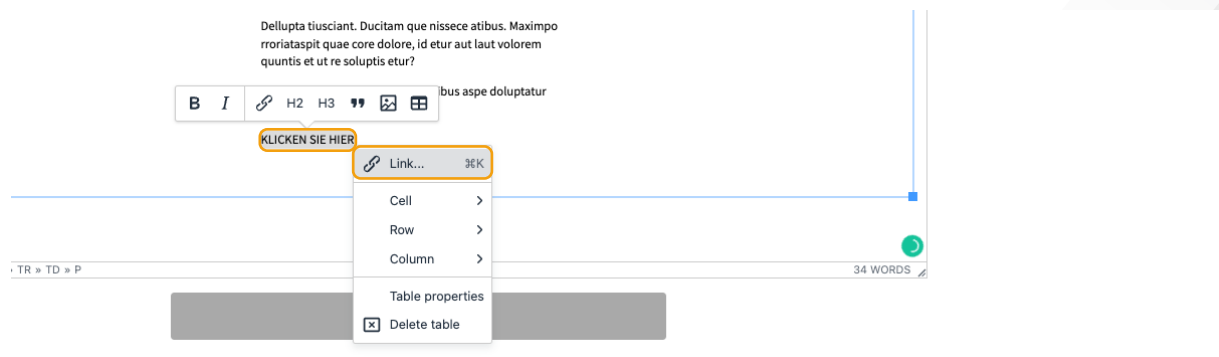 Dellupta tiusciant. Ducitam que nissece atibus. Maximpo
rroriataspit quae core dolore, id etur aut laut volorem
quuntis et ut re soluptis etur?
bus aspe doluptatur
B I H2 H3
KLICKEN SIE HIER
Link... ⌘K
Cell
Row
Column
» TR » TD » P
34 WORDS
Table properties
Delete table